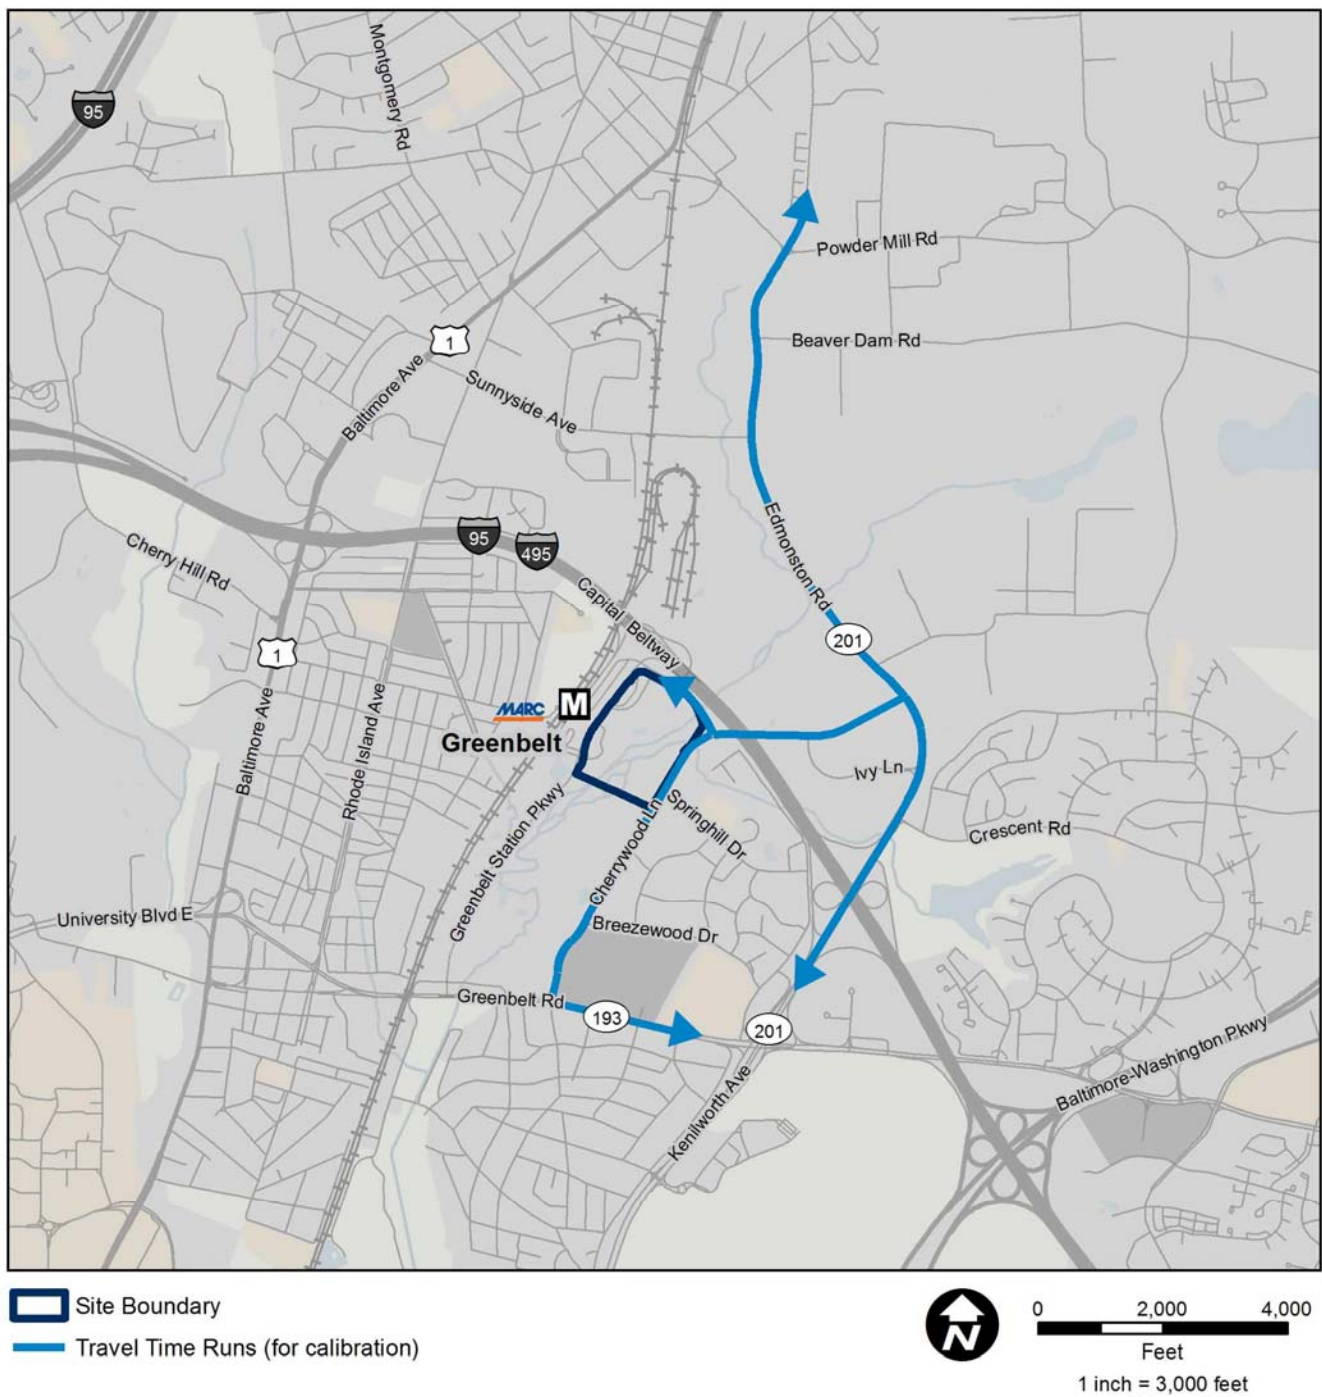 Montgomery Rd
95
Powder Mill Rd
1
Beaver Dam Rd
Baltimore Ave
Sunnyside Ave
95
495
Edmonston Rd
Cherry Hill Rd
Capital Beltway
201
1
MARC
M
Greenbelt
Baltimore Ave
Rhode Island Ave
Ivy Ln
Greenbelt Station Pkwy
Springhill Dr
Crescent Rd
Cherrywood Ln
University Blvd E
Breezewood Dr
Greenbelt Rd
193
201
Baltimore-Washington Pkwy
Kenilworth Ave
Site Boundary
Travel Time Runs (for calibration)
N
0 2,000 4,000
Feet
1 inch = 3,000 feet